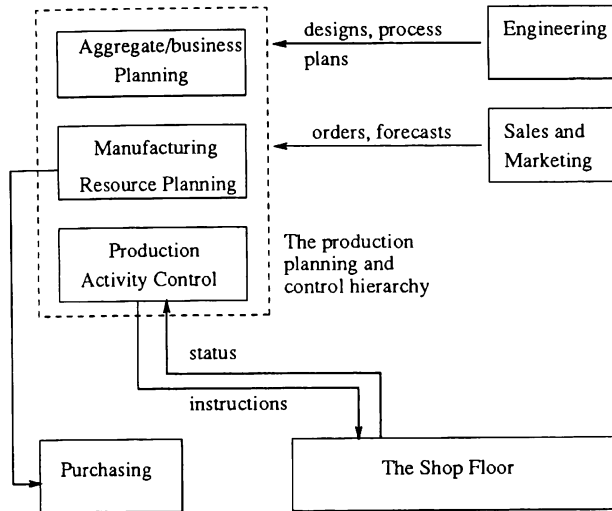 Aggregate/business
Planning
designs, process
plans
Engineering
Manufacturing
Resource Planning
orders, forecasts
Sales and
Marketing
Production
Activity Control
The production
planning and
control hierarchy
status
instructions
Purchasing
The Shop Floor